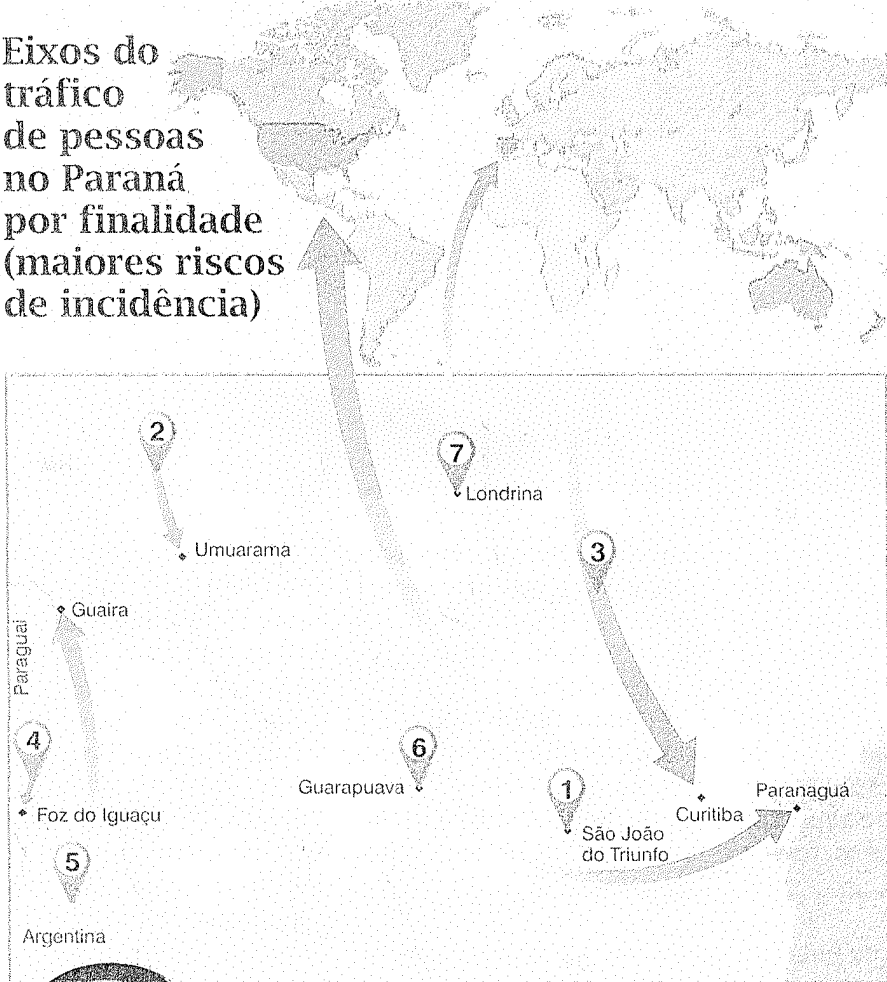 Eixos do
tráfico
de pessoas
no Paraná
por finalidade
(maiores riscos
de incidência)
2
7
Londrina
Umuarama
3
Guaira
Paraguai
4
6
Guarapuava
1
Paranaguá
Curitiba
Foz do Iguaçu
São João
do Triunfo
5
Argentina